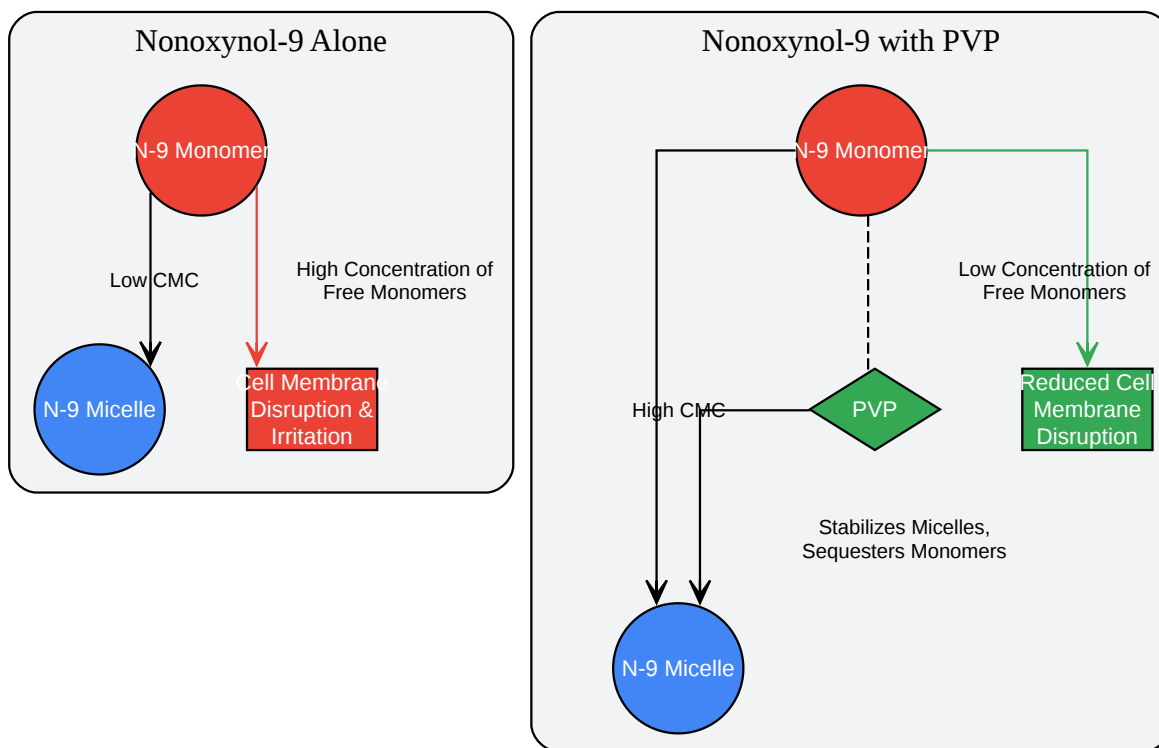 Nonoxynol-9 Alone
N-9 Monomer
Low CMC
High Concentration of
Free Monomers
N-9 Micelle
Cell Membrane
Disruption &
Irritation
Nonoxynol-9 with PVP
N-9 Monomer
Low Concentration of
Free Monomers
High CMC
PVP
Reduced Cell
Membrane
Disruption
Stabilizes Micelles,
Sequesters Monomers
N-9 Micelle